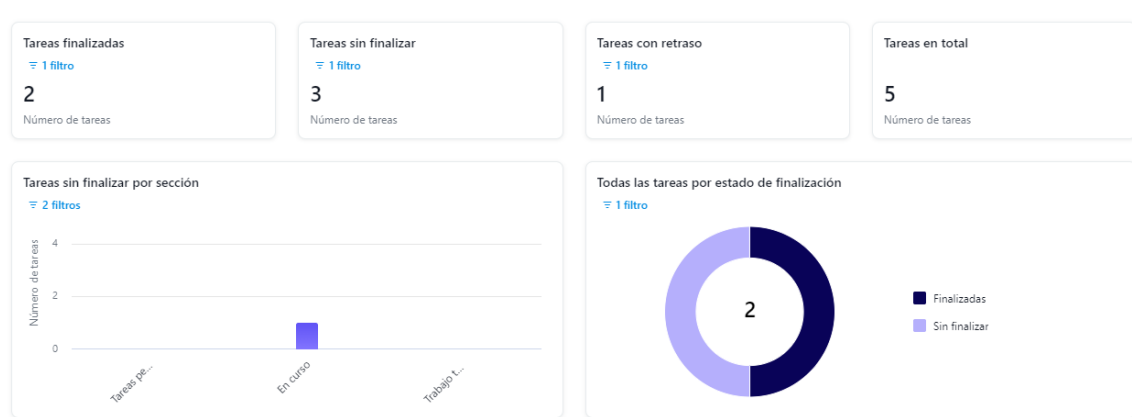 Tareas finalizadas
1 filtro
2
Número de tareas
Tareas sin finalizar
1 filtro
3
Número de tareas
Tareas con retraso
1 filtro
1
Número de tareas
Tareas en total
5
Número de tareas
Tareas sin finalizar por sección
2 filtros
Número de tareas
4
2
0
Tareas pe...
En curso
Trabajo t...
Todas las tareas por estado de finalización
1 filtro
2
Finalizadas
Sin finalizar